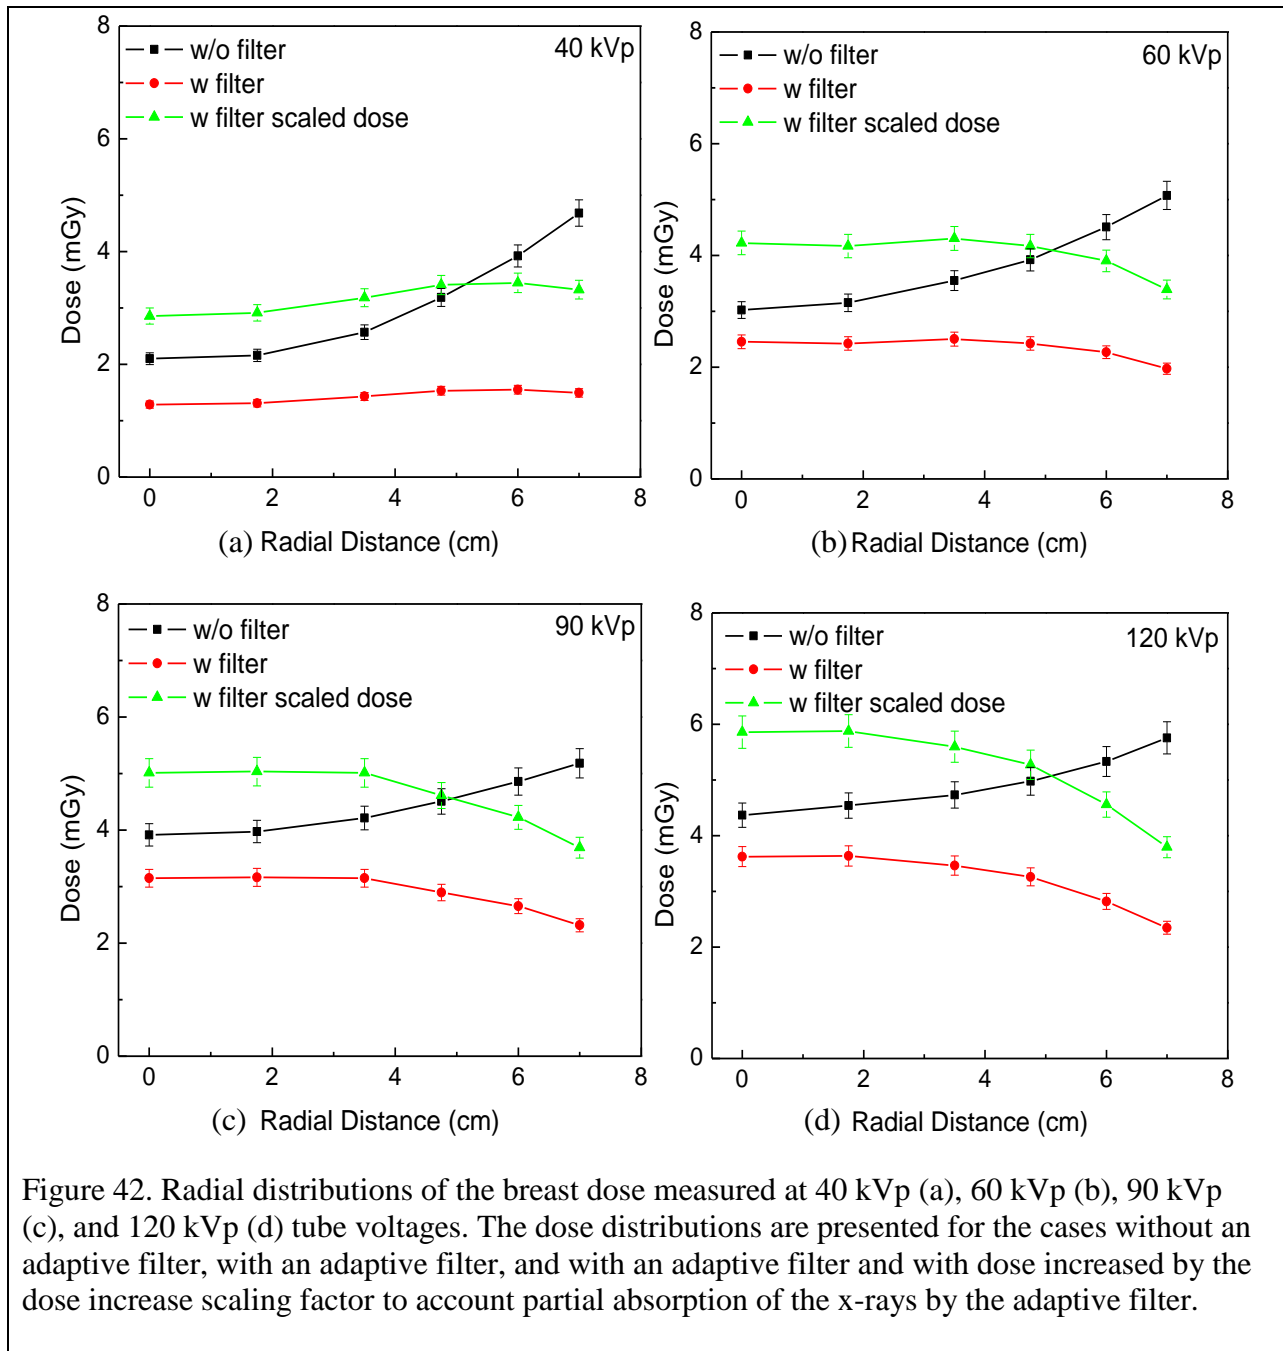 8
w/o filter
40 kVp
w filter
w filter scaled dose
6
4
2
0
Dose (mGy)
0 2 4 6 8
(a) Radial Distance (cm)
8
w/o filter
60 kVp
w filter
w filter scaled dose
6
4
2
0
Dose (mGy)
0 2 4 6 8
(b) Radial Distance (cm)
8
w/o filter
90 kVp
w filter
w filter scaled dose
6
4
2
0
Dose (mGy)
0 2 4 6 8
(c) Radial Distance (cm)
8
w/o filter
120 kVp
w filter
w filter scaled dose
6
4
2
0
Dose (mGy)
0 2 4 6 8
(d) Radial Distance (cm)
Figure 42. Radial distributions of the breast dose measured at 40 kVp (a), 60 kVp (b), 90 kVp
(c), and 120 kVp (d) tube voltages. The dose distributions are presented for the cases without an
adaptive filter, with an adaptive filter, and with an adaptive filter and with dose increased by the
dose increase scaling factor to account partial absorption of the x-rays by the adaptive filter.